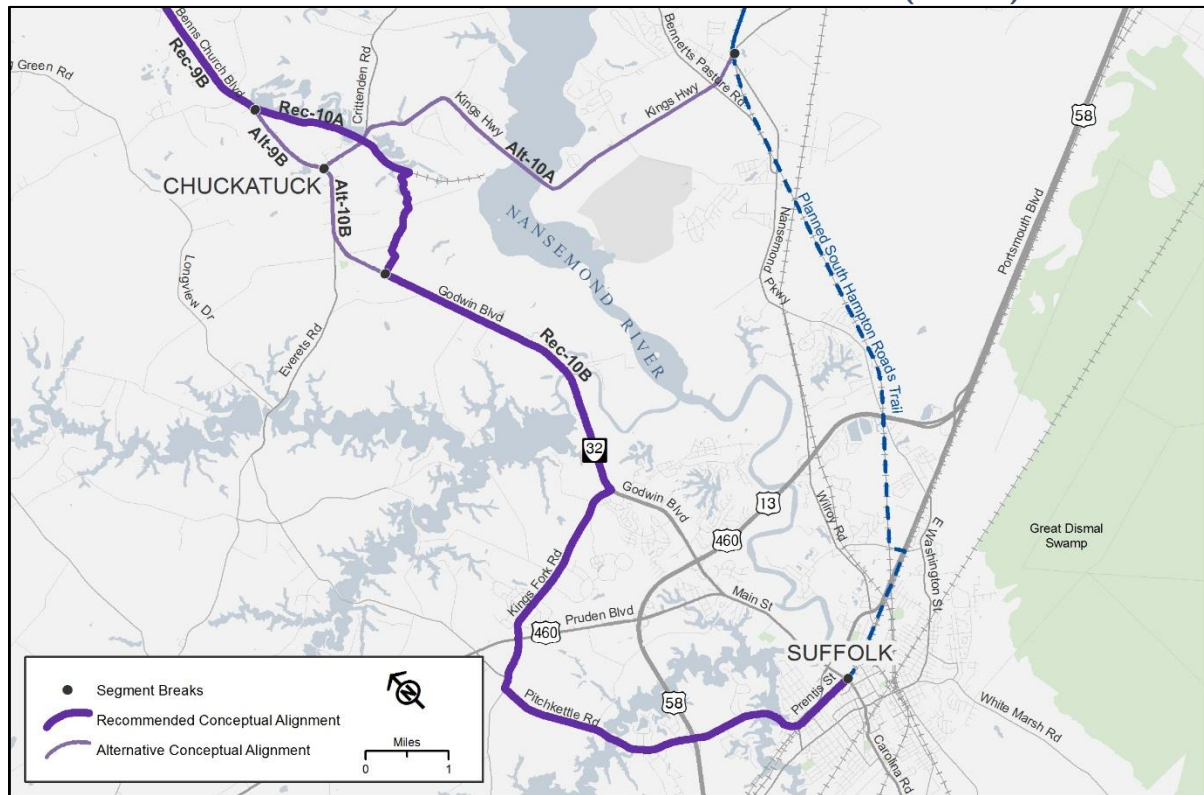 Rec-9B
Benns Church Blvd
Green Rd
Rec-10A
Crittenden Rd
Alt-9B
CHUCKATUCK
Alt-10B
Kings Hwy
Kings Hwy
Alt-10A
Bennetts Pasture Rd
58
Portsmouth Blvd
Planned South Hampton Roads Trail
Nansemond Pkwy
NANSEMOND RIVER
Longview Dr
Everets Rd
Godwin Blvd
Rec-10B
32
Godwin Blvd
13
460
Wilroy Rd
E Washington St
Great Dismal
Swamp
Kings Fork Rd
Main St
Pruden Blvd
460
SUFFOLK
Prentis St
58
Pitchkettle Rd
White Marsh Rd
Carolina Rd
Segment Breaks
Recommended Conceptual Alignment
Alternative Conceptual Alignment
N
Miles
0 1